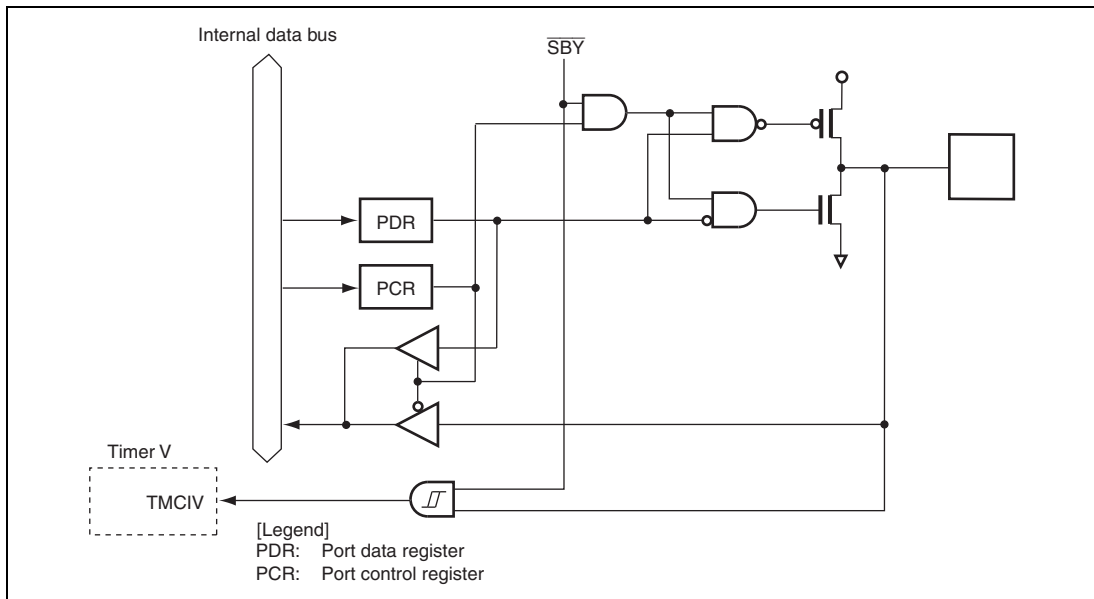 Internal data bus
SBY
PDR
PCR
Timer V
TMCIV
[Legend]
PDR: Port data register
PCR: Port control register